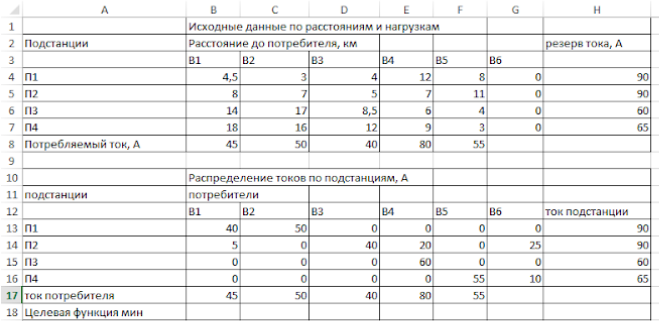 A B C D E F G H
1 Исходные данные по расстояниям и нагрузкам
2 Подстанции Расстояние до потребителя, км резерв тока, А
3 В1 В2 В3 В4 В5 В6
4 П1 4,5 3 4 12 8 0 90
5 П2 8 7 5 7 11 0 90
6 П3 14 17 8,5 6 4 0 60
7 П4 18 16 12 9 3 0 65
8 Потребляемый ток, А 45 50 40 80 55
9
10 Распределение токов по подстанциям, А
11 подстанции потребители
12 В1 В2 В3 В4 В5 В6 ток подстанции
13 П1 40 50 0 0 0 0 90
14 П2 5 0 40 20 0 25 90
15 П3 0 0 0 60 0 0 60
16 П4 0 0 0 0 55 10 65
17 ток потребителя 45 50 40 80 55
18 Целевая функция мин